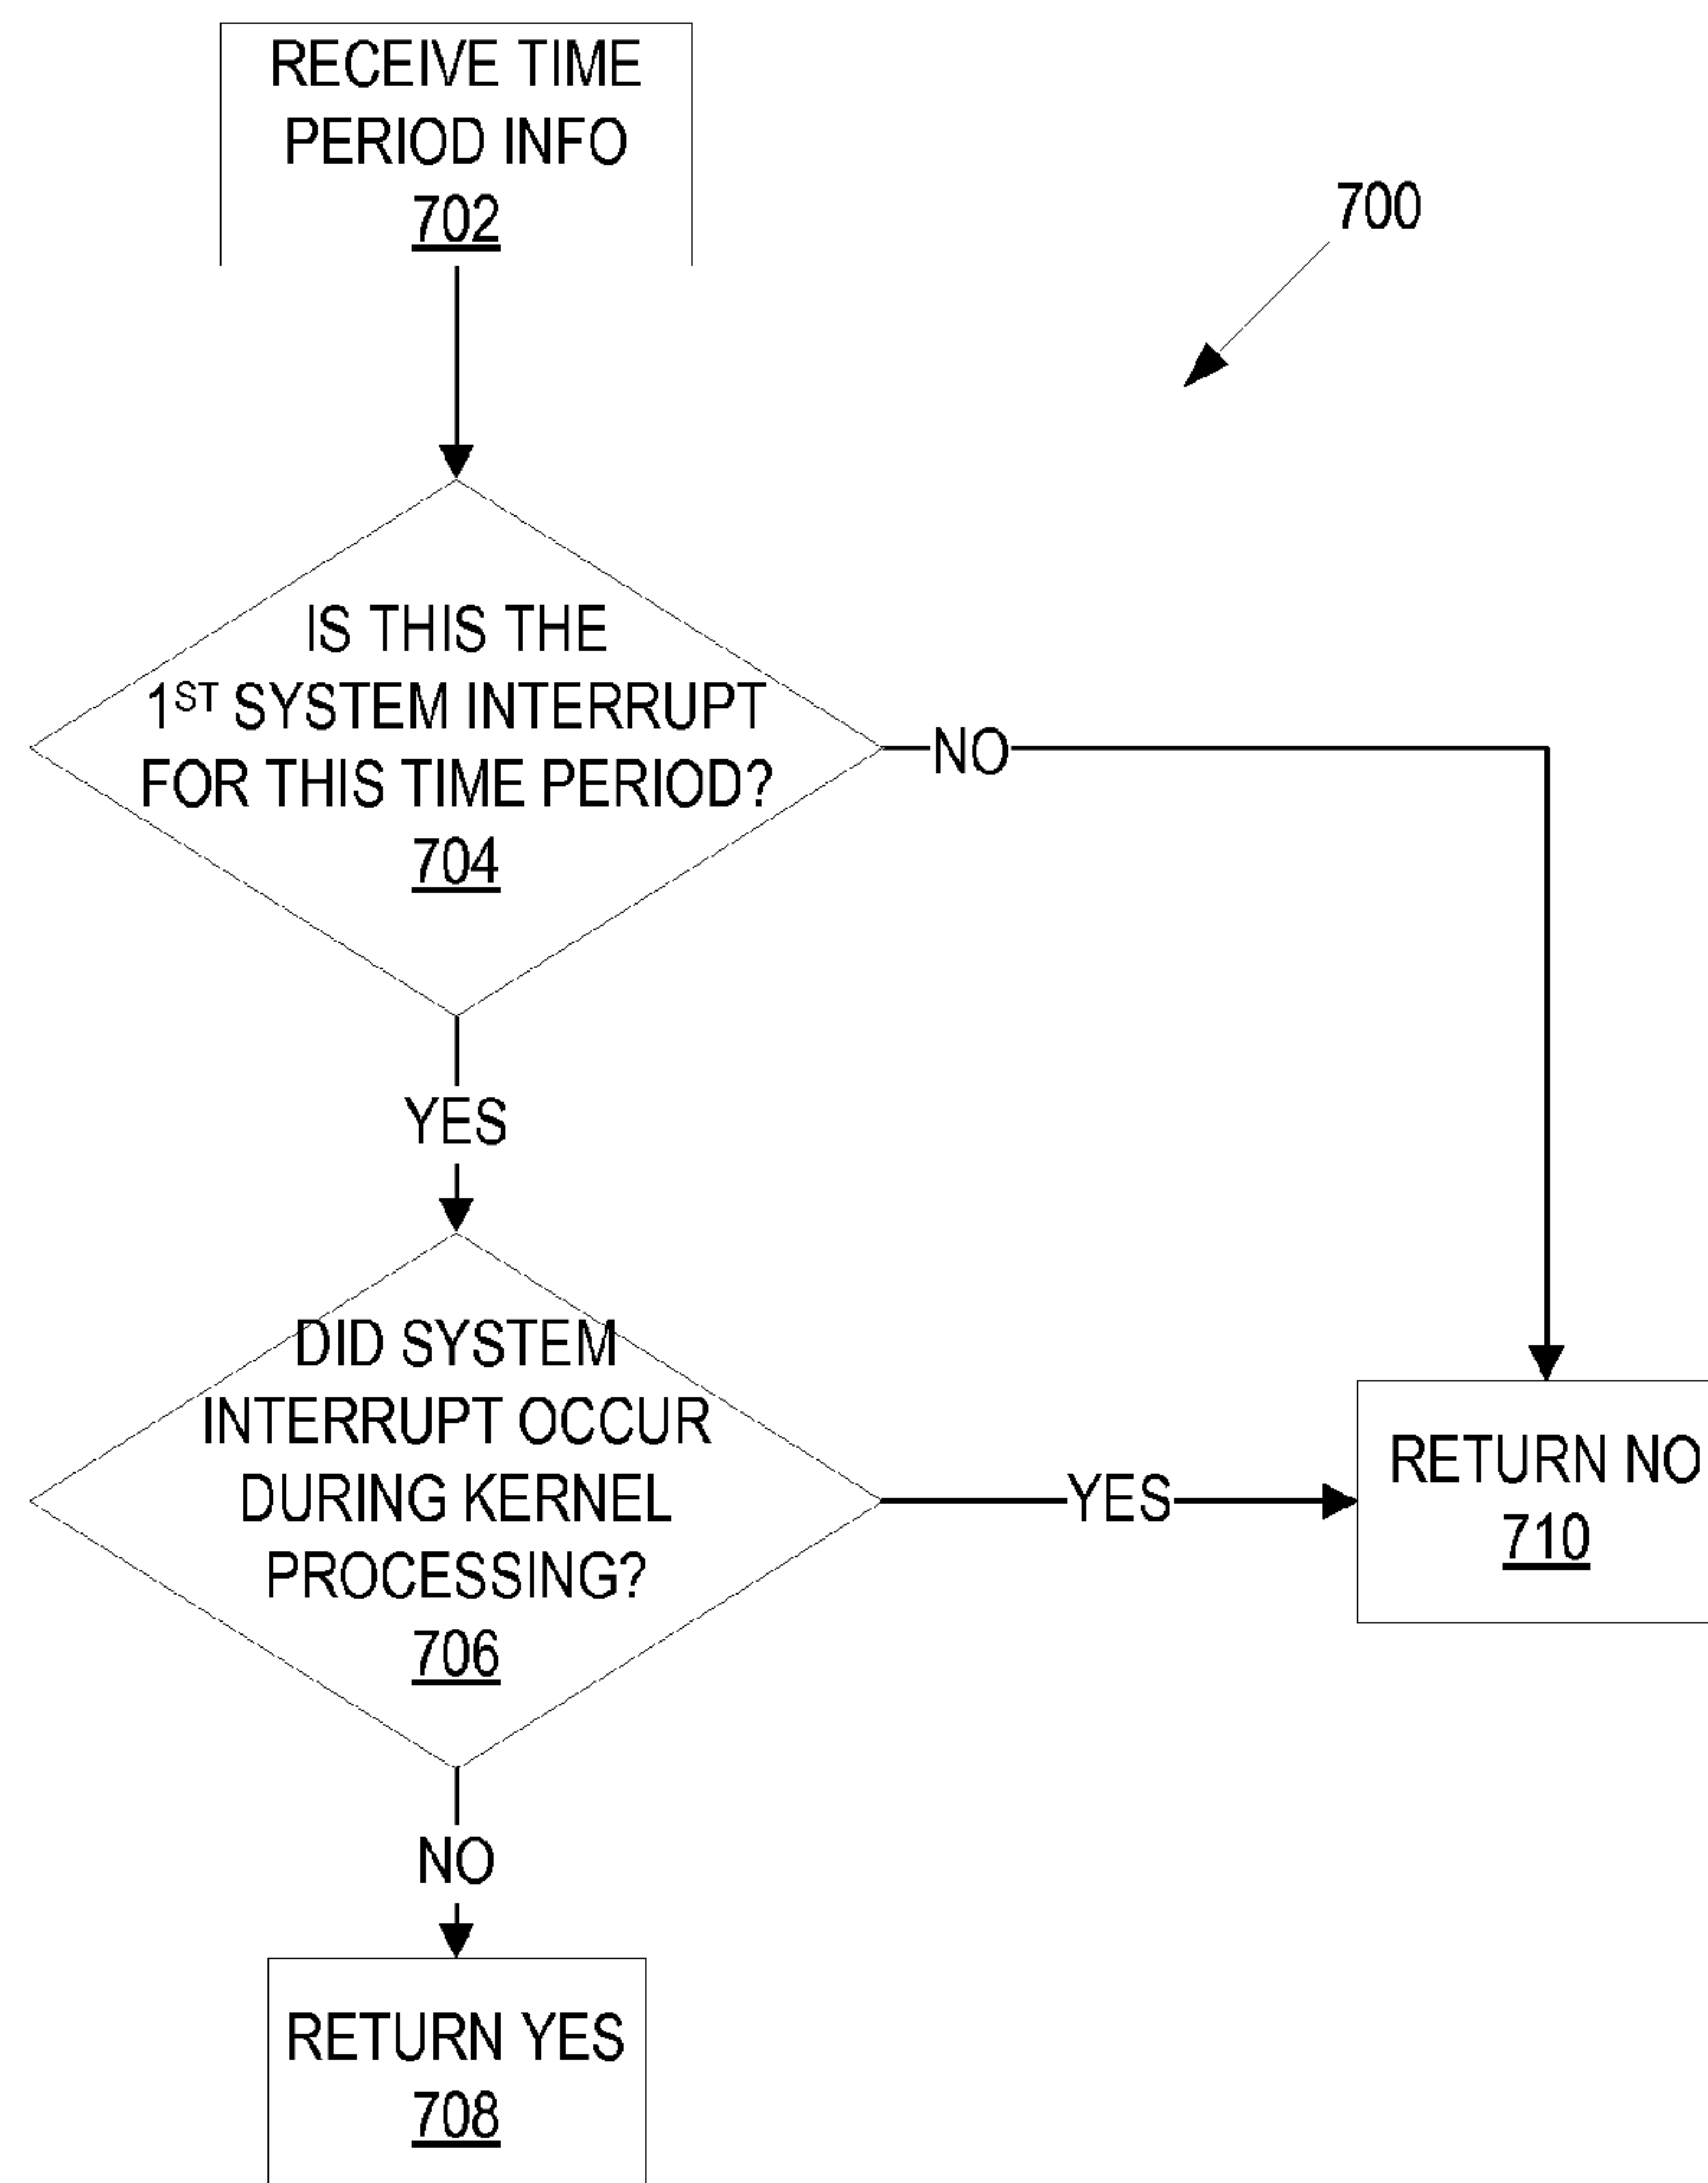 RECEIVE TIME
PERIOD INFO
702
700
IS THIS THE
1ST SYSTEM INTERRUPT
FOR THIS TIME PERIOD?
704
NO
YES
DID SYSTEM
INTERRUPT OCCUR
DURING KERNEL
PROCESSING?
706
YES
RETURN NO
710
NO
RETURN YES
708